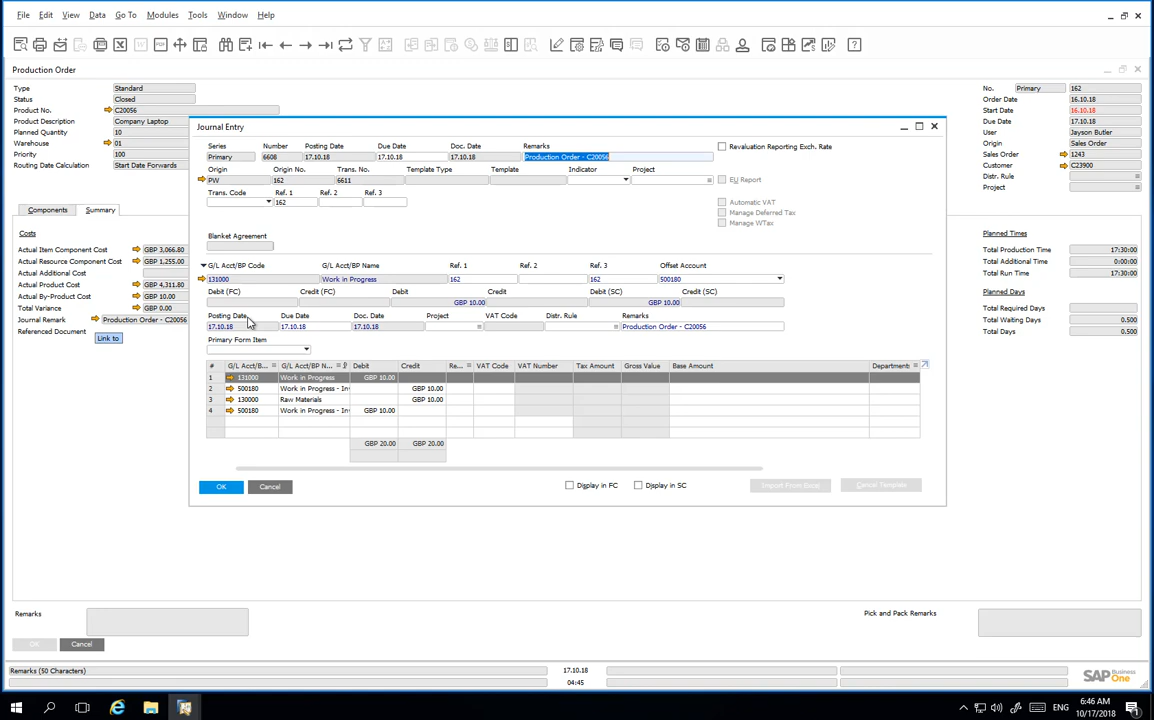 File Edit View Data Go To Modules Tools Window Help
Production Order
Type Standard
Status Closed
Product No. C20056
Product Description Company Laptop
Planned Quantity 10
Warehouse 01
Priority 100
Routing Date Calculation Start Date Forwards
No. Primary 162
Order Date 16.10.18
Start Date 16.10.18
Due Date 17.10.18
User Jayson Butler
Origin Sales Order
Sales Order 1243
Customer C23900
Distr. Rule
Project
Components Summary
Costs
Actual Item Component Cost GBP 3,066.80
Actual Resource Component Cost GBP 1,255.00
Actual Additional Cost
Actual Product Cost GBP 4,311.80
Actual By-Product Cost GBP 10.00
Total Variance GBP 0.00
Journal Remark Production Order - C20056
Referenced Document
Link to
Planned Times
Total Production Time 17:30:00
Total Additional Time 0:00:00
Total Run Time 17:30:00
Planned Days
Total Required Days
Total Waiting Days 0.500
Total Days 0.500
Journal Entry
Series Number Posting Date Due Date Doc. Date Remarks
Primary 6608 17.10.18 17.10.18 17.10.18 Production Order - C20056
Origin Origin No. Trans. No. Template Type Template Indicator Project
PW 162 6611
Trans. Code Ref. 1 Ref. 2 Ref. 3
162
Revaluation Reporting Exch. Rate
EU Report
Automatic VAT
Manage Deferred Tax
Manage WTax
Blanket Agreement
G/L Acct/BP Code G/L Acct/BP Name Ref. 1 Ref. 2 Ref. 3 Offset Account
131000 Work in Progress 162 162 500180
Debit (FC) Credit (FC) Debit Credit Debit (SC) Credit (SC)
GBP 10.00 GBP 10.00
Posting Date Due Date Doc. Date Project VAT Code Distr. Rule Remarks
17.10.18 17.10.18 17.10.18 Production Order - C20056
Primary Form Item
# G/L Acct/B... G/L Acct/BP N... Debit Credit Re... VAT Code VAT Number Tax Amount Gross Value Base Amount Department
1 131000 Work in Progress GBP 10.00
2 500180 Work in Progress - Inv GBP 10.00
3 130000 Raw Materials GBP 10.00
4 500180 Work in Progress - Inv GBP 10.00
GBP 20.00 GBP 20.00
OK Cancel
Display in FC Display in SC
Cancel Template
Remarks
Pick and Pack Remarks
OK Cancel
Remarks (50 Characters) 17.10.18
04:45
SAP Business One
ENG 6:46 AM
10/17/2018